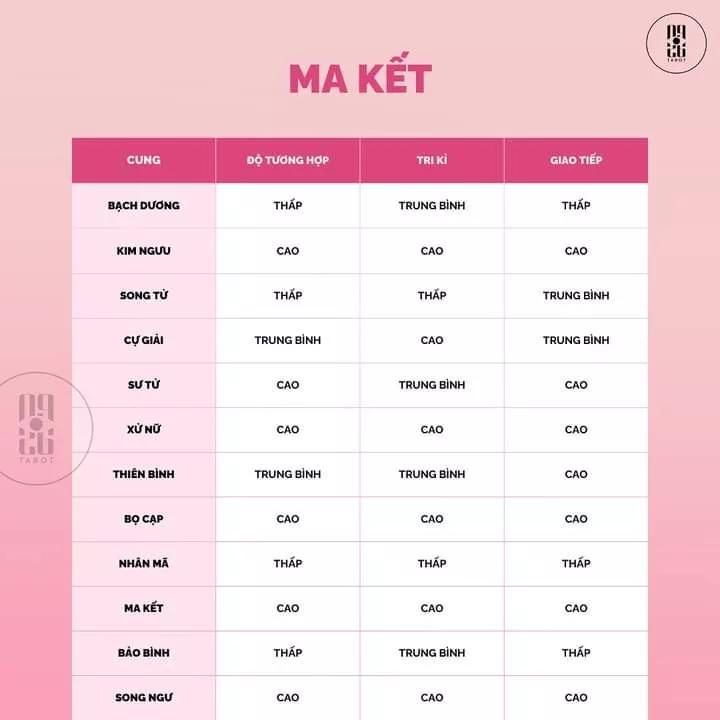 TAROT
MA KẾT
CUNG ĐỘ TƯƠNG HỢP TRI KỈ GIAO TIẾP
BẠCH DƯƠNG THẤP TRUNG BÌNH THẤP
KIM NGƯU CAO CAO CAO
SONG TỬ THẤP THẤP TRUNG BÌNH
CỰ GIẢI TRUNG BÌNH CAO TRUNG BÌNH
SƯ TỬ CAO TRUNG BÌNH CAO
XỬ NỮ CAO CAO CAO
THIÊN BÌNH TRUNG BÌNH TRUNG BÌNH CAO
BỌ CẠP CAO CAO CAO
NHÂN MÃ THẤP THẤP THẤP
MA KẾT CAO CAO CAO
BẢO BÌNH THẤP TRUNG BÌNH THẤP
SONG NGƯ CAO CAO CAO
TAROT